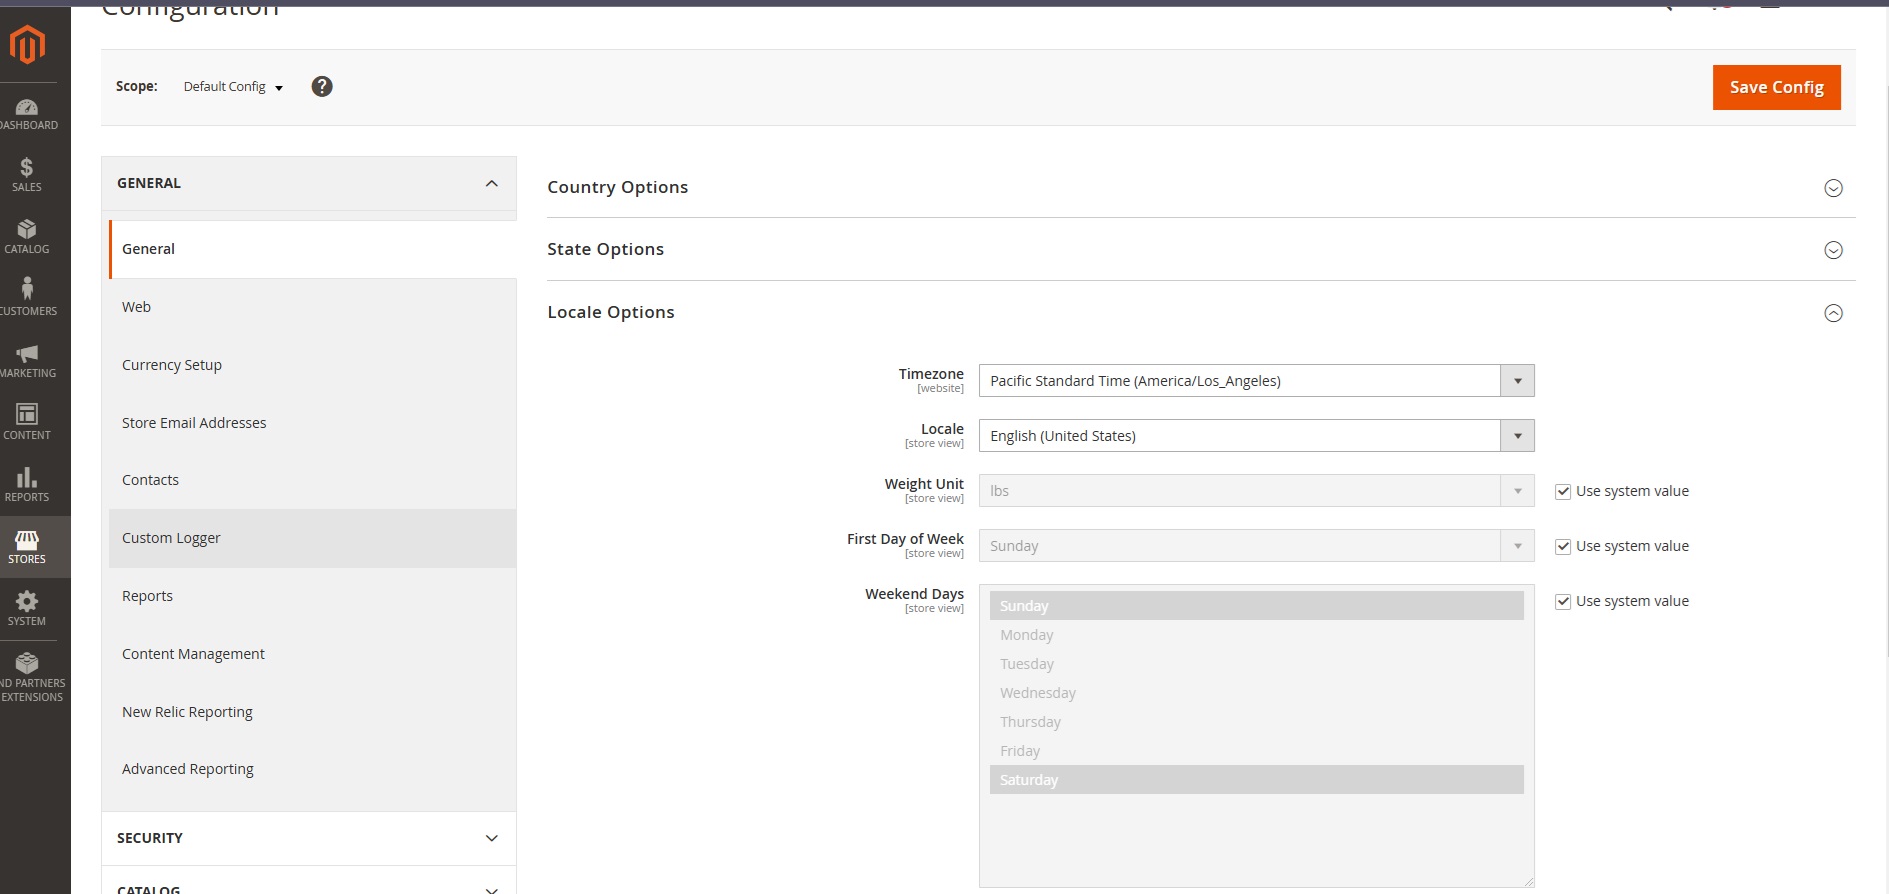 Configuration
Scope: Default Config ?
Save Config
DASHBOARD
SALES
CATALOG
CUSTOMERS
MARKETING
CONTENT
REPORTS
STORES
SYSTEM
ND PARTNERS
EXTENSIONS
GENERAL
General
Web
Currency Setup
Store Email Addresses
Contacts
Custom Logger
Reports
Content Management
New Relic Reporting
Advanced Reporting
SECURITY
CATALOG
Country Options
State Options
Locale Options
Timezone
[website]
Pacific Standard Time (America/Los_Angeles)
Locale
[store view]
English (United States)
Weight Unit
[store view]
lbs
Use system value
First Day of Week
[store view]
Sunday
Use system value
Weekend Days
[store view]
Sunday
Monday
Tuesday
Wednesday
Thursday
Friday
Saturday
Use system value